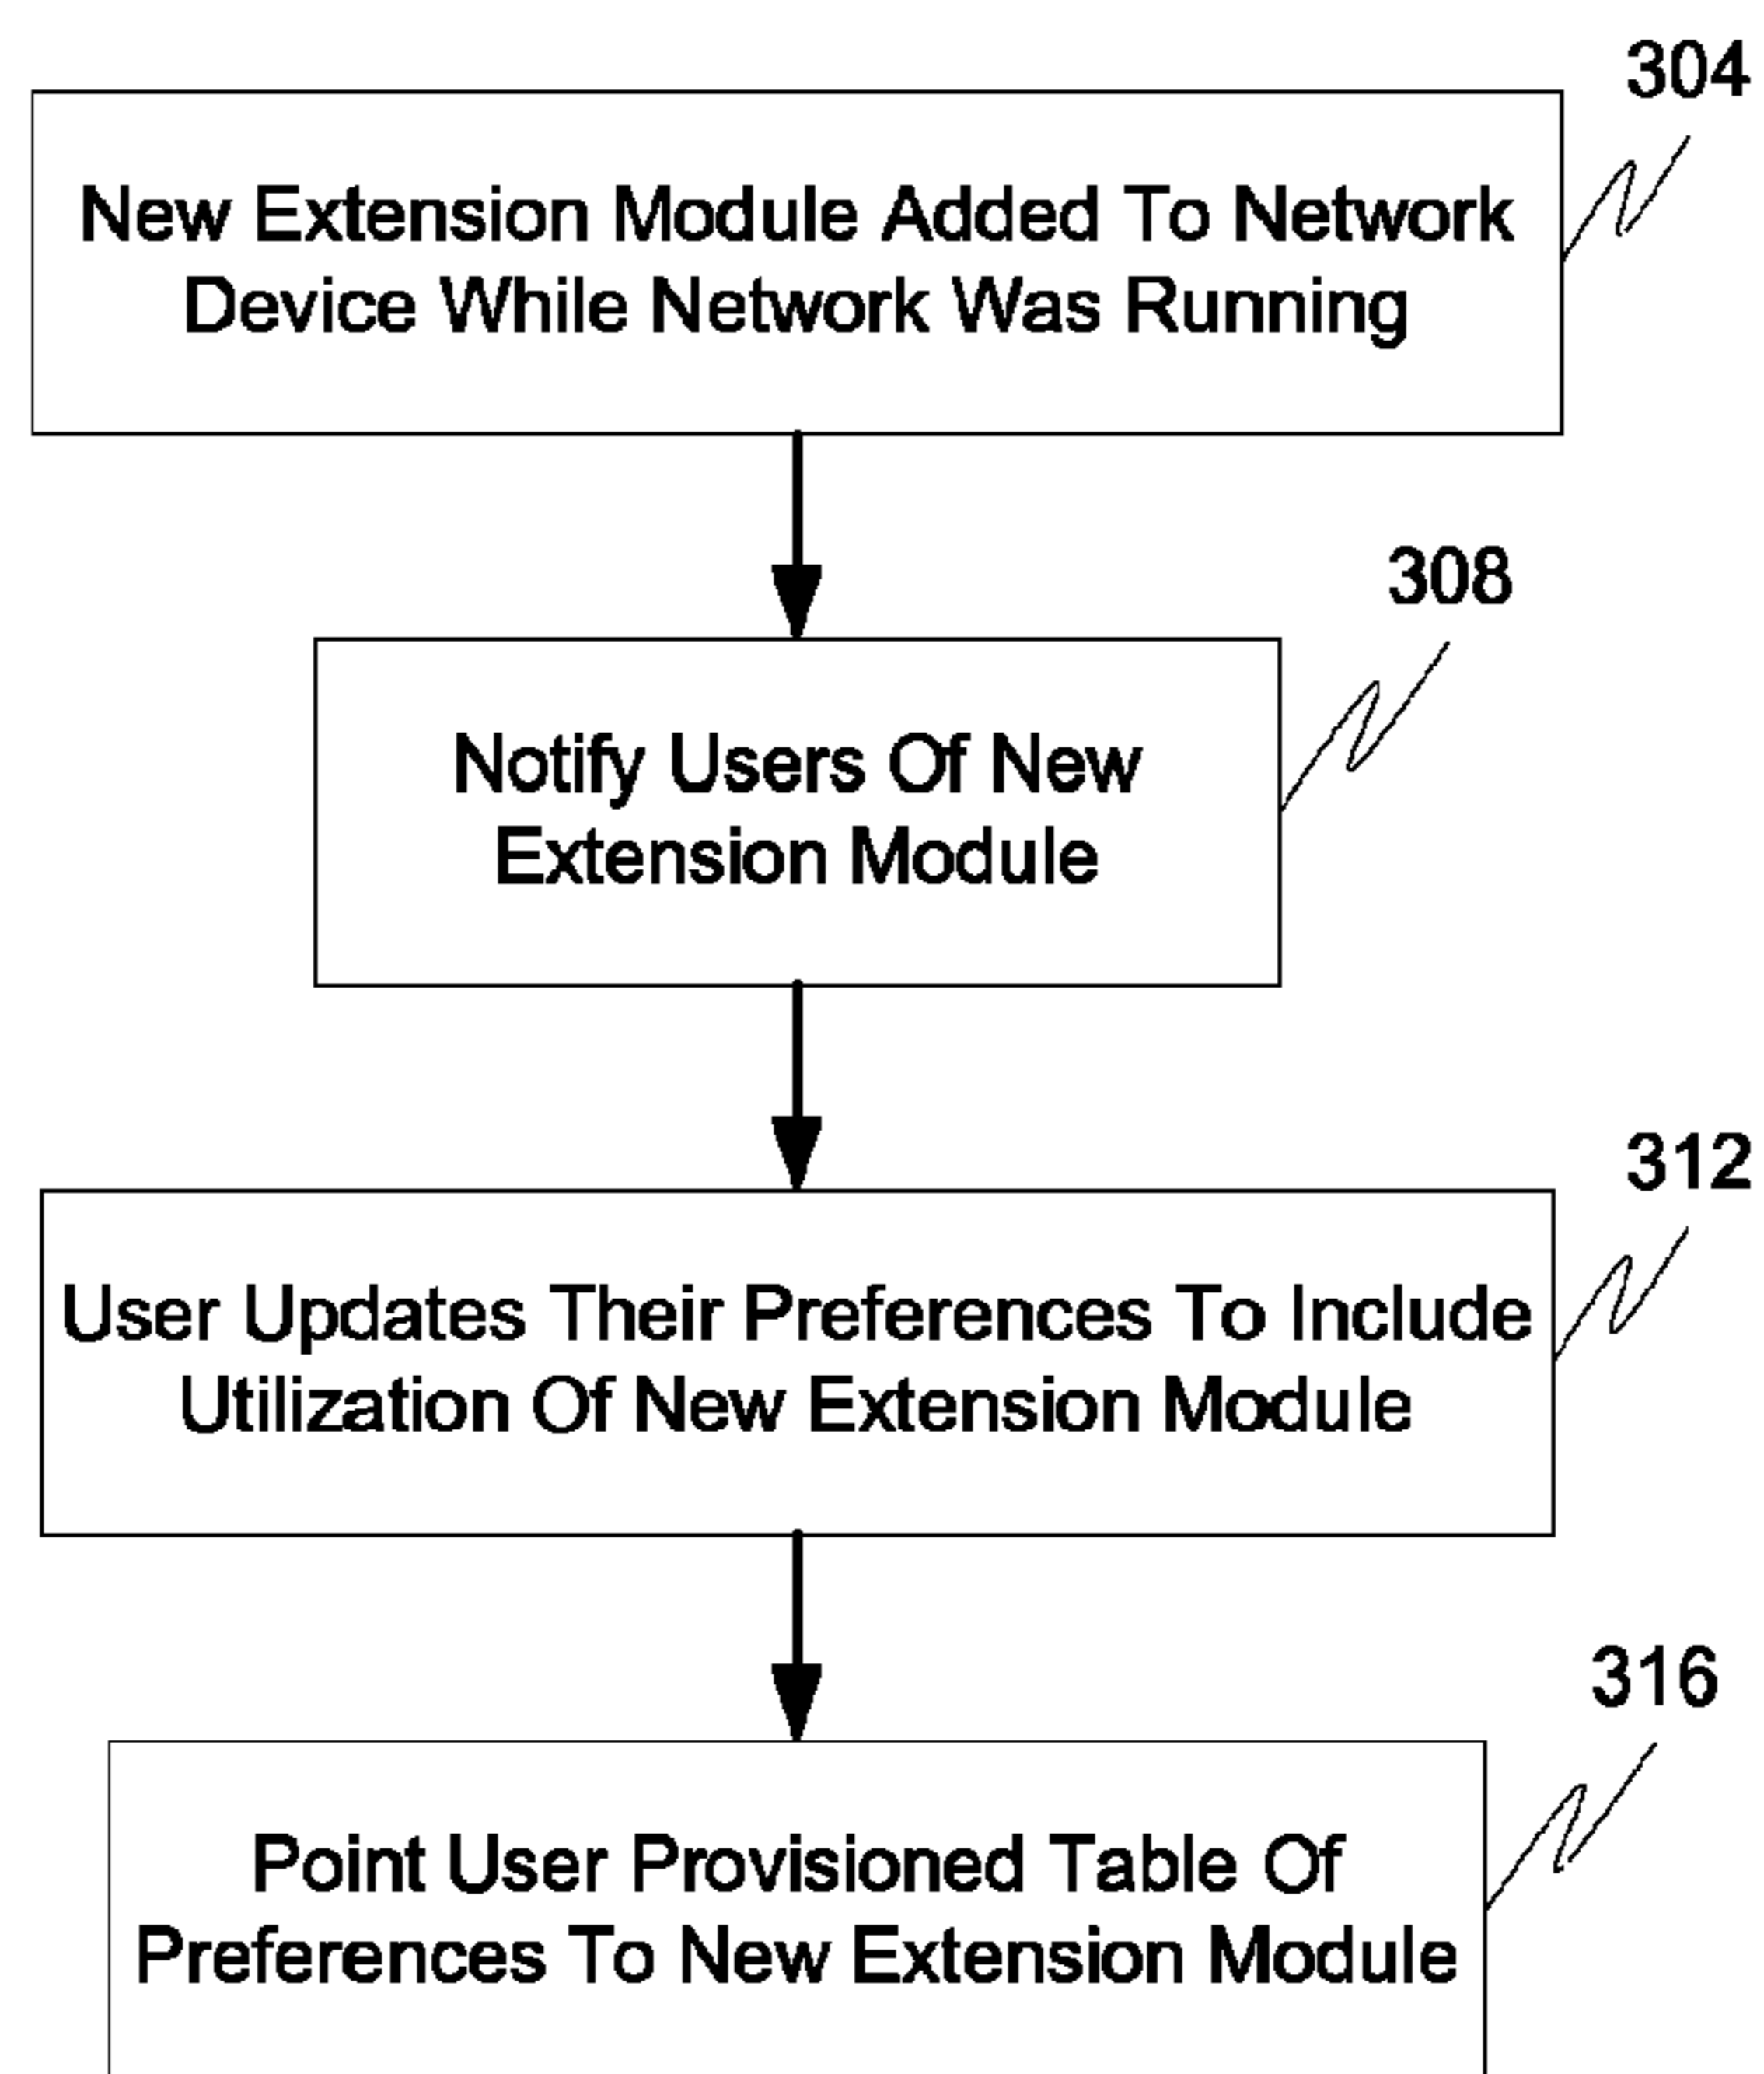 304
New Extension Module Added To Network
Device While Network Was Running
308
Notify Users Of New
Extension Module
312
User Updates Their Preferences To Include
Utilization Of New Extension Module
316
Point User Provisioned Table Of
Preferences To New Extension Module